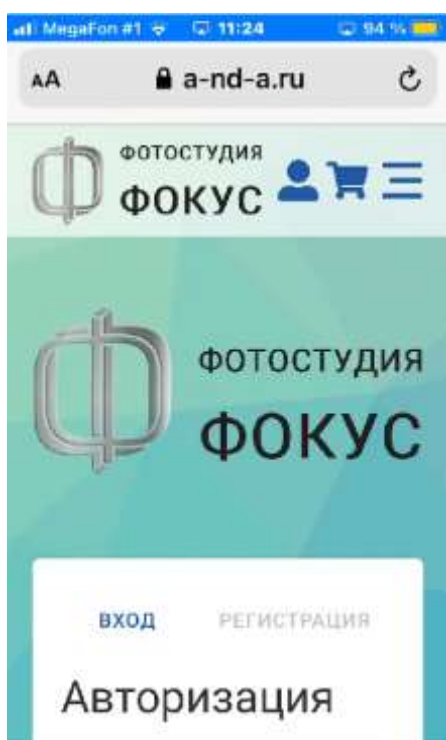 MegaFon #1 11:24 94 %
AA a-nd-a.ru
ФОТОСТУДИЯ
ФОКУС
ФОТОСТУДИЯ
ФОКУС
ВХОД РЕГИСТРАЦИЯ
Авторизация